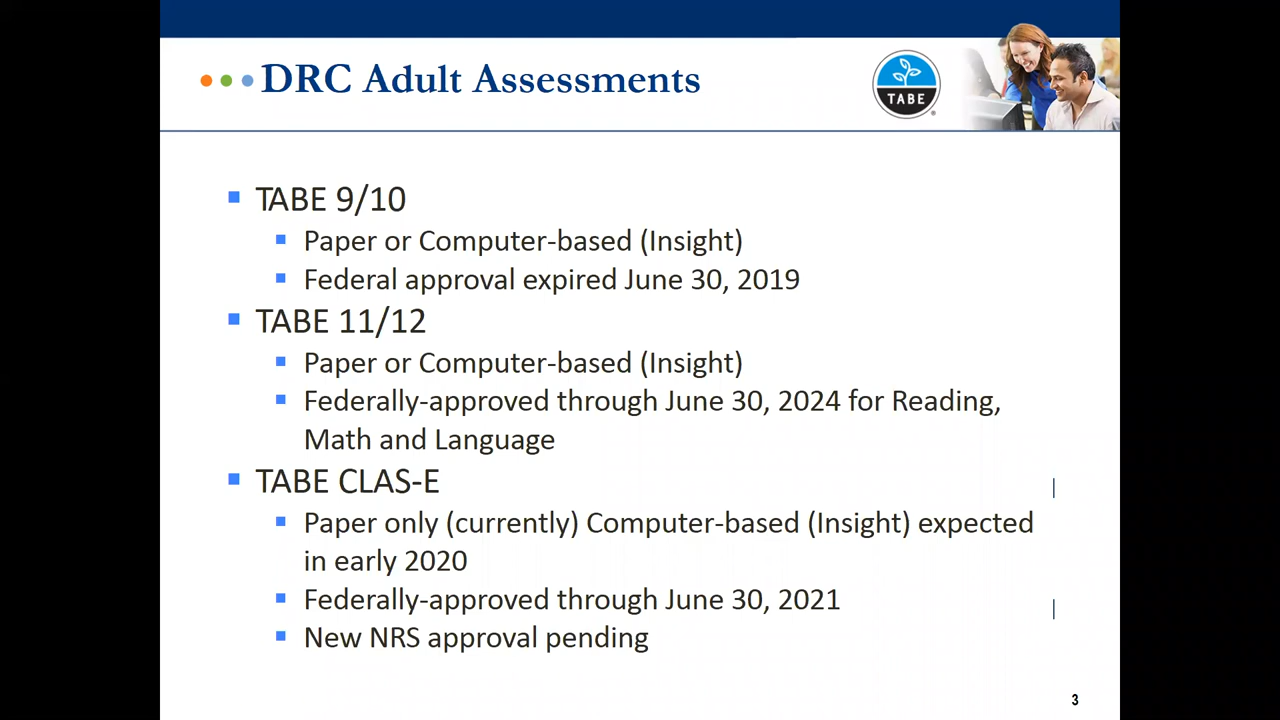 DRC Adult Assessments
TABE
TABE 9/10
Paper or Computer-based (Insight)
Federal approval expired June 30, 2019
TABE 11/12
Paper or Computer-based (Insight)
Federally-approved through June 30, 2024 for Reading,
Math and Language
TABE CLAS-E
Paper only (currently) Computer-based (Insight) expected
in early 2020
Federally-approved through June 30, 2021
New NRS approval pending
3